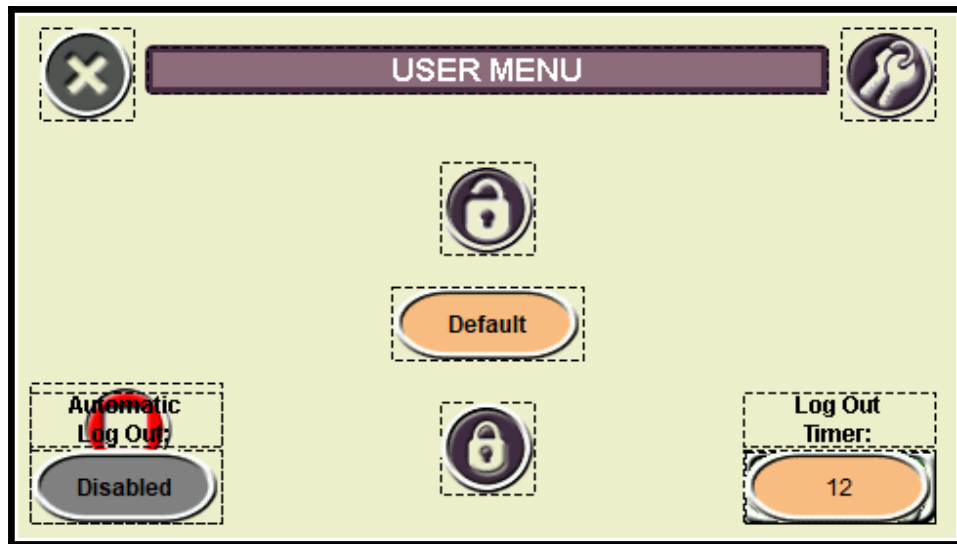 USER MENU
Default
Automatic
Log Out:
Disabled
Log Out
Timer:
12